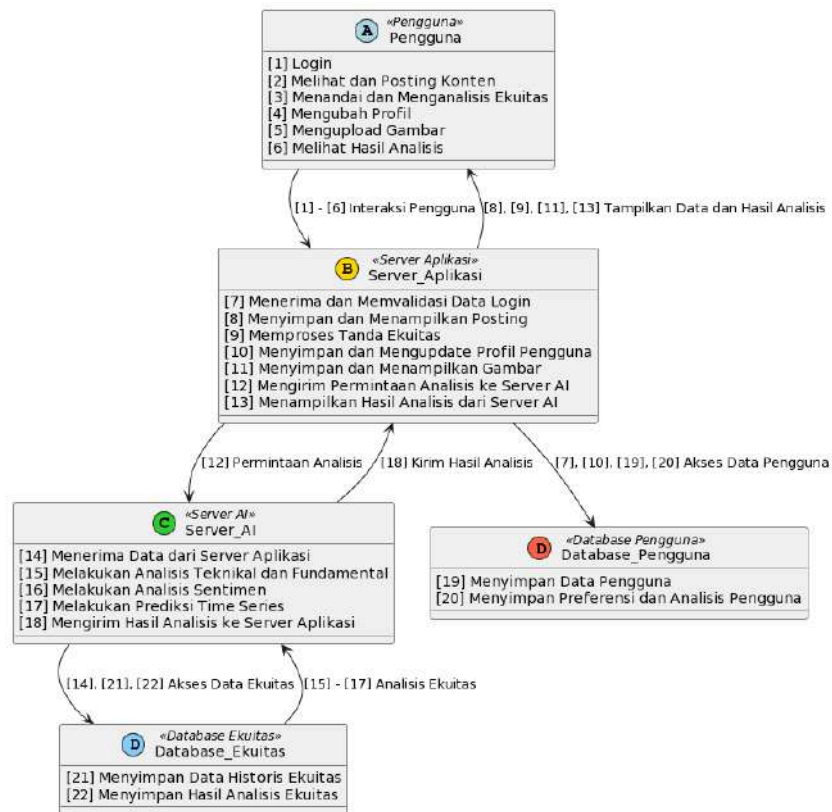 A
«Pengguna»
Pengguna
[1] Login
[2] Melihat dan Posting Konten
[3] Menandai dan Menganalisis Ekuitas
[4] Mengubah Profil
[5] Mengupload Gambar
[6] Melihat Hasil Analisis
[1] - [6] Interaksi Pengguna
[8], [9], [11], [13] Tampilkan Data dan Hasil Analisis
B
«Server Aplikasi»
Server_Aplikasi
[7] Menerima dan Memvalidasi Data Login
[8] Menyimpan dan Menampilkan Posting
[9] Memproses Tanda Ekuitas
[10] Menyimpan dan Mengupdate Profil Pengguna
[11] Menyimpan dan Menampilkan Gambar
[12] Mengirim Permintaan Analisis ke Server AI
[13] Menampilkan Hasil Analisis dari Server AI
[12] Permintaan Analisis
[18] Kirim Hasil Analisis
[7], [10], [19], [20] Akses Data Pengguna
C
«Server AI»
Server_AI
[14] Menerima Data dari Server Aplikasi
[15] Melakukan Analisis Teknikal dan Fundamental
[16] Melakukan Analisis Sentimen
[17] Melakukan Prediksi Time Series
[18] Mengirim Hasil Analisis ke Server Aplikasi
D
«Database Pengguna»
Database_Pengguna
[19] Menyimpan Data Pengguna
[20] Menyimpan Preferensi dan Analisis Pengguna
[14], [21], [22] Akses Data Ekuitas
[15] - [17] Analisis Ekuitas
D
«Database Ekuitas»
Database_Ekuitas
[21] Menyimpan Data Historis Ekuitas
[22] Menyimpan Hasil Analisis Ekuitas